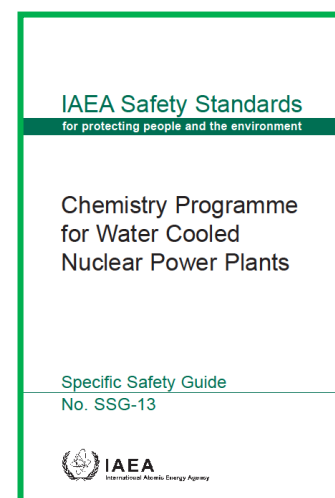 IAEA Safety Standards
for protecting people and the environment
Chemistry Programme
for Water Cooled
Nuclear Power Plants
Specific Safety Guide
No. SSG-13
IAEA
International Atomic Energy Agency